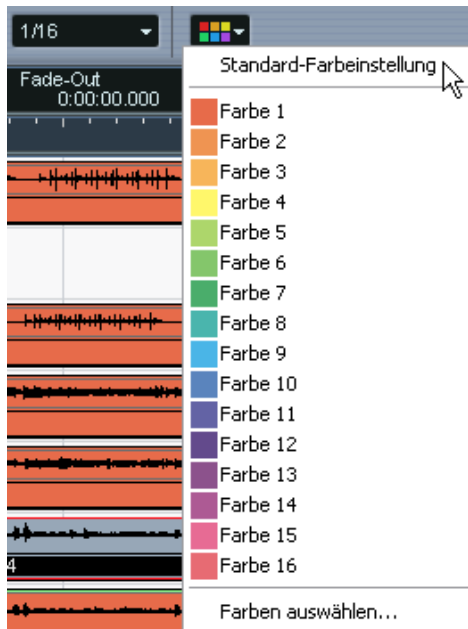 1/16
Standard-Farbeinstellung
Fade-Out
0:00:00.000
Farbe 1
Farbe 2
Farbe 3
Farbe 4
Farbe 5
Farbe 6
Farbe 7
Farbe 8
Farbe 9
Farbe 10
Farbe 11
Farbe 12
Farbe 13
Farbe 14
Farbe 15
Farbe 16
4
Farben auswählen...